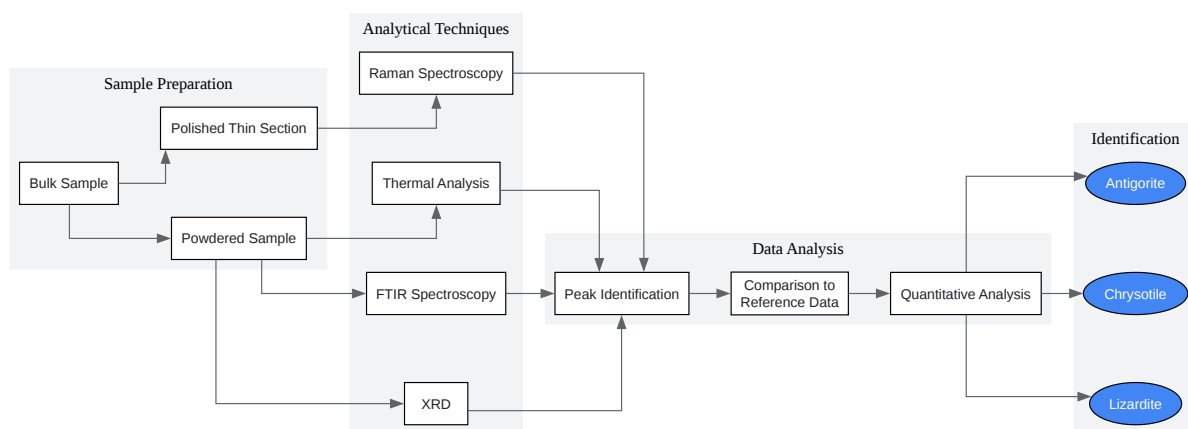 Sample Preparation
Bulk Sample
Polished Thin Section
Powdered Sample
Analytical Techniques
Raman Spectroscopy
Thermal Analysis
FTIR Spectroscopy
XRD
Data Analysis
Peak Identification
Comparison to
Reference Data
Quantitative Analysis
Identification
Antigorite
Chrysotile
Lizardite